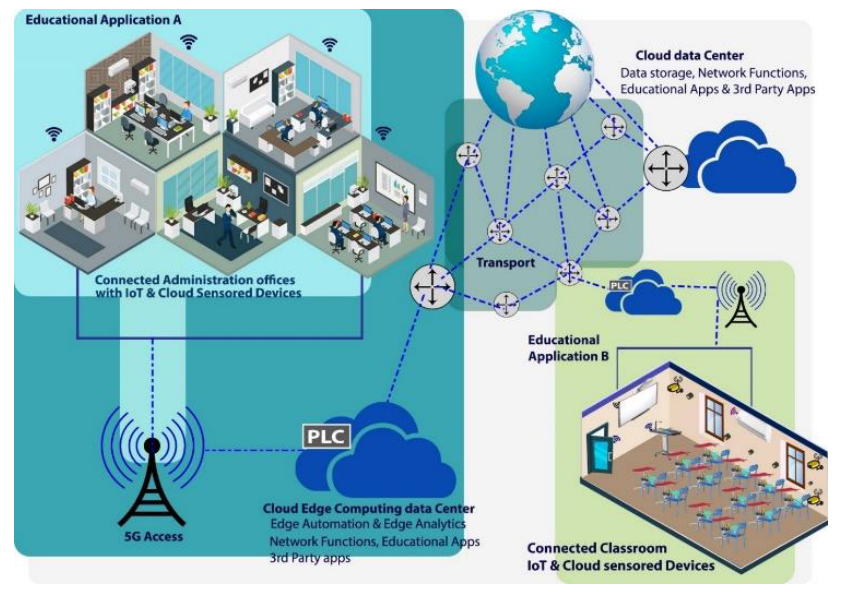 Educational Application A
Cloud data Center
Data storage, Network Functions,
Educational Apps & 3rd Party Apps
Transport
Connected Administration offices
with IoT & Cloud Sensored Devices
PLC
Educational
Application B
PLC
5G Access
Cloud Edge Computing data Center
Edge Automation & Edge Analytics
Network Functions, Educational Apps
3rd Party apps
Connected Classroom
IoT & Cloud sensored Devices